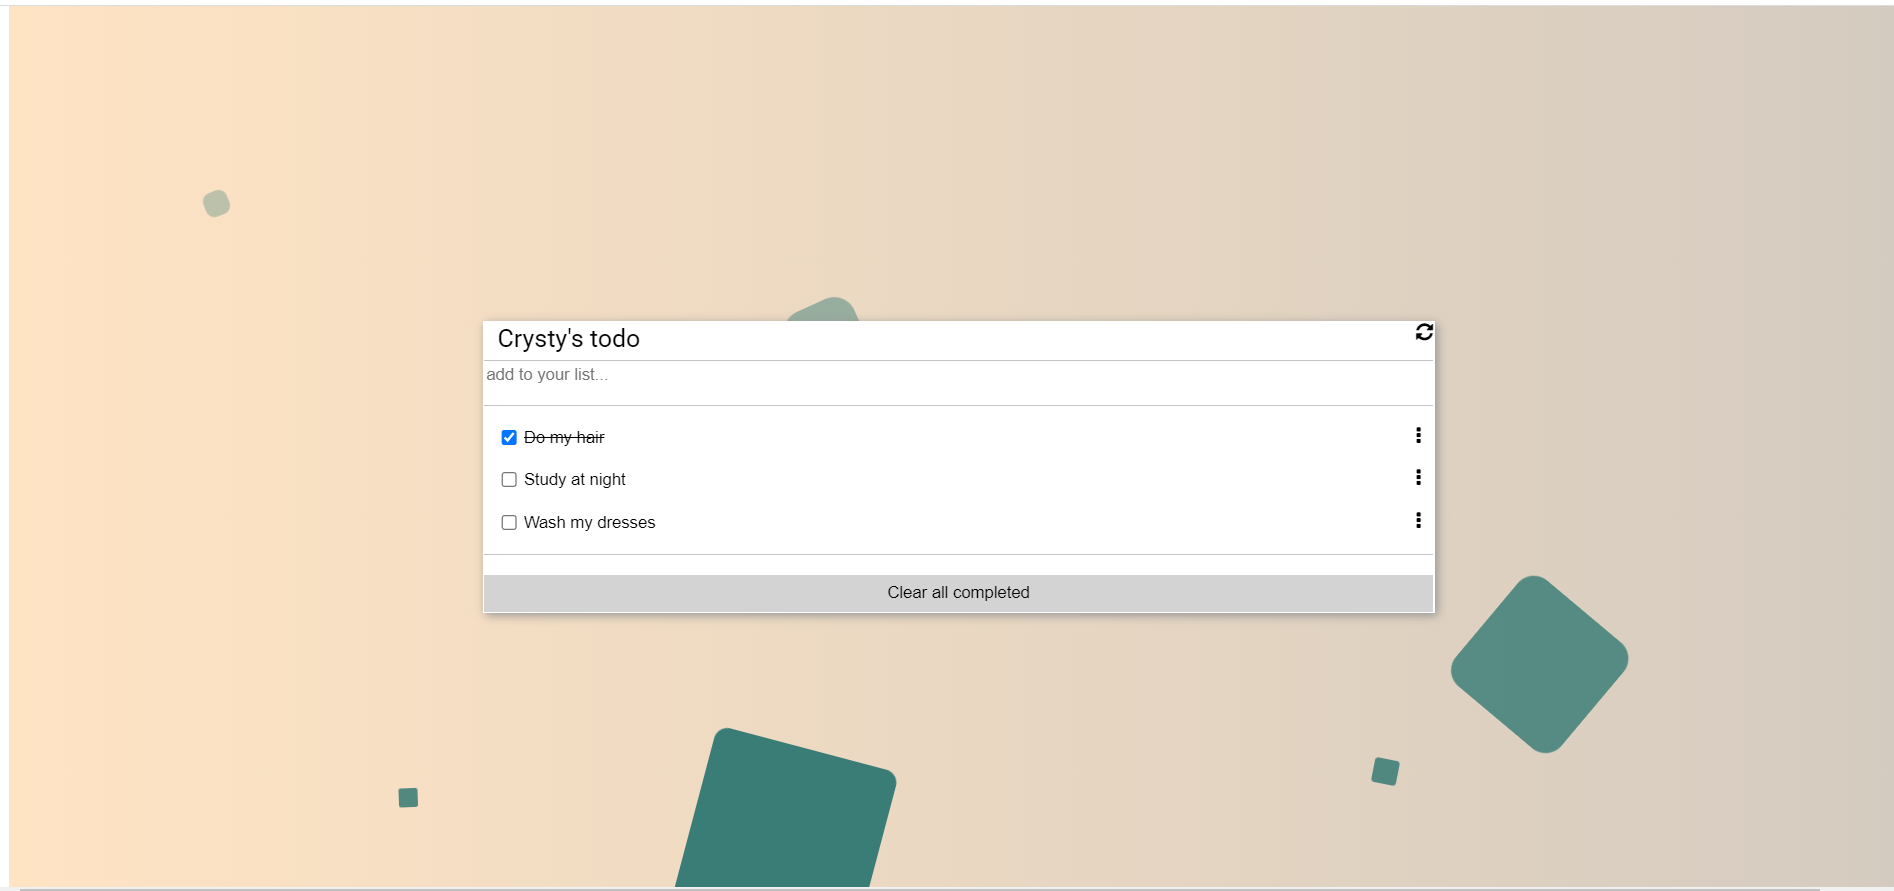 Crysty's todo
add to your list...
Do my hair
Study at night
Wash my dresses
Clear all completed